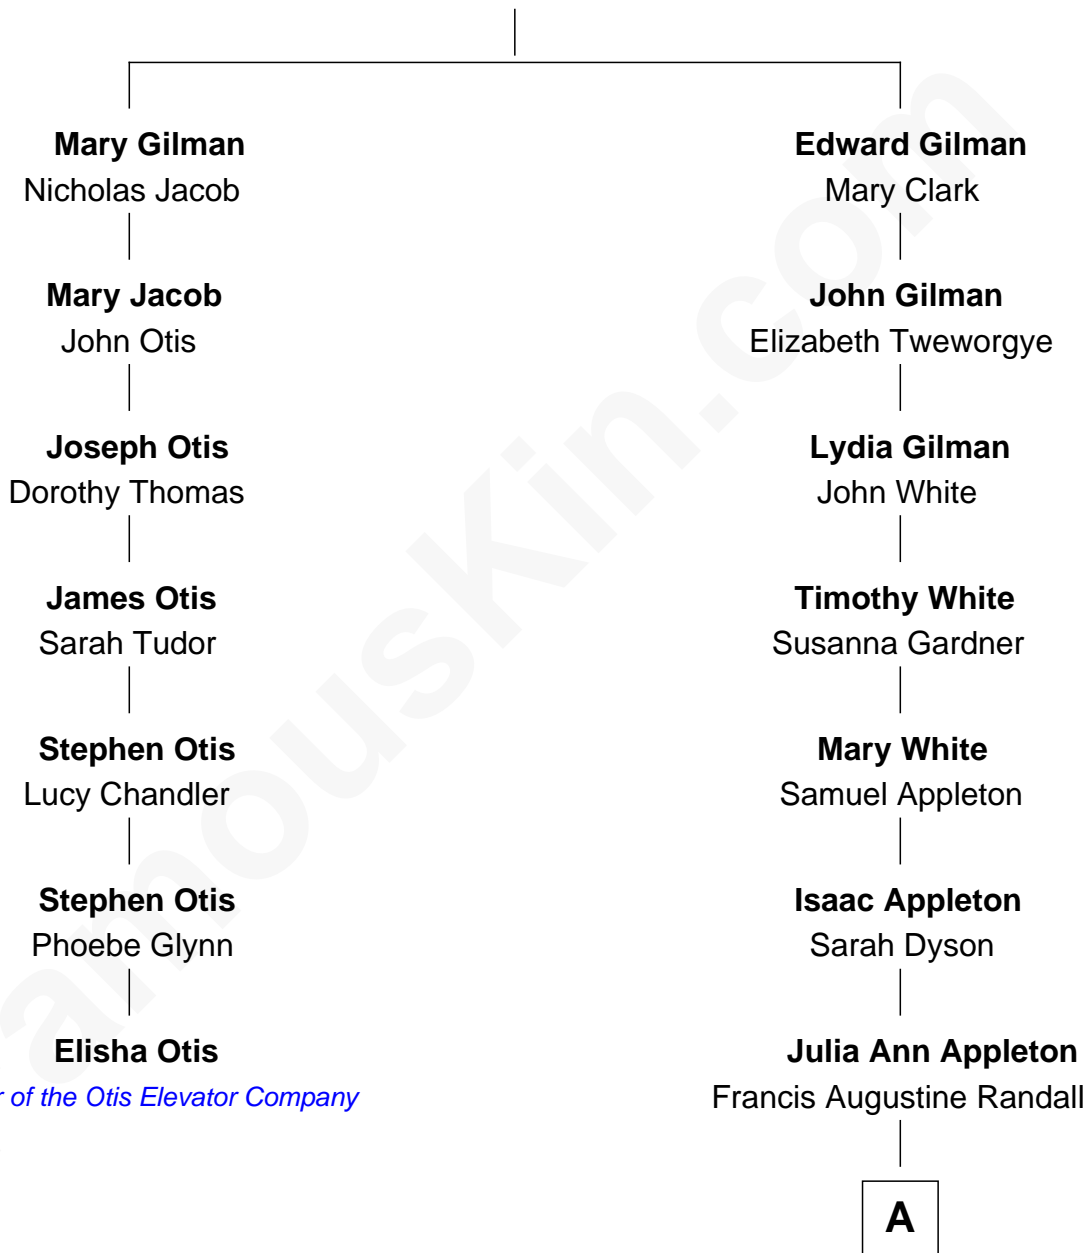 Mary Gilman
Nicholas Jacob
Mary Jacob
John Otis
Joseph Otis
Dorothy Thomas
James Otis
Sarah Tudor
Stephen Otis
Lucy Chandler
Stephen Otis
Phoebe Glynn
Elisha Otis
of the Otis Elevator Company
Edward Gilman
Mary Clark
John Gilman
Elizabeth Tweworgye
Lydia Gilman
John White
Timothy White
Susanna Gardner
Mary White
Samuel Appleton
Isaac Appleton
Sarah Dyson
Julia Ann Appleton
Francis Augustine Randall
A
amousKin.com